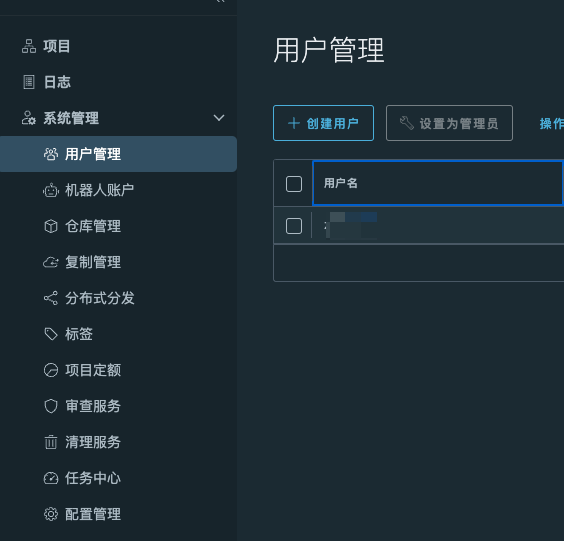 项目
日志
系统管理
用户管理
机器人账户
仓库管理
复制管理
分布式分发
标签
项目定额
审查服务
清理服务
任务中心
配置管理
用户管理
创建用户 设置为管理员 操作
用户名